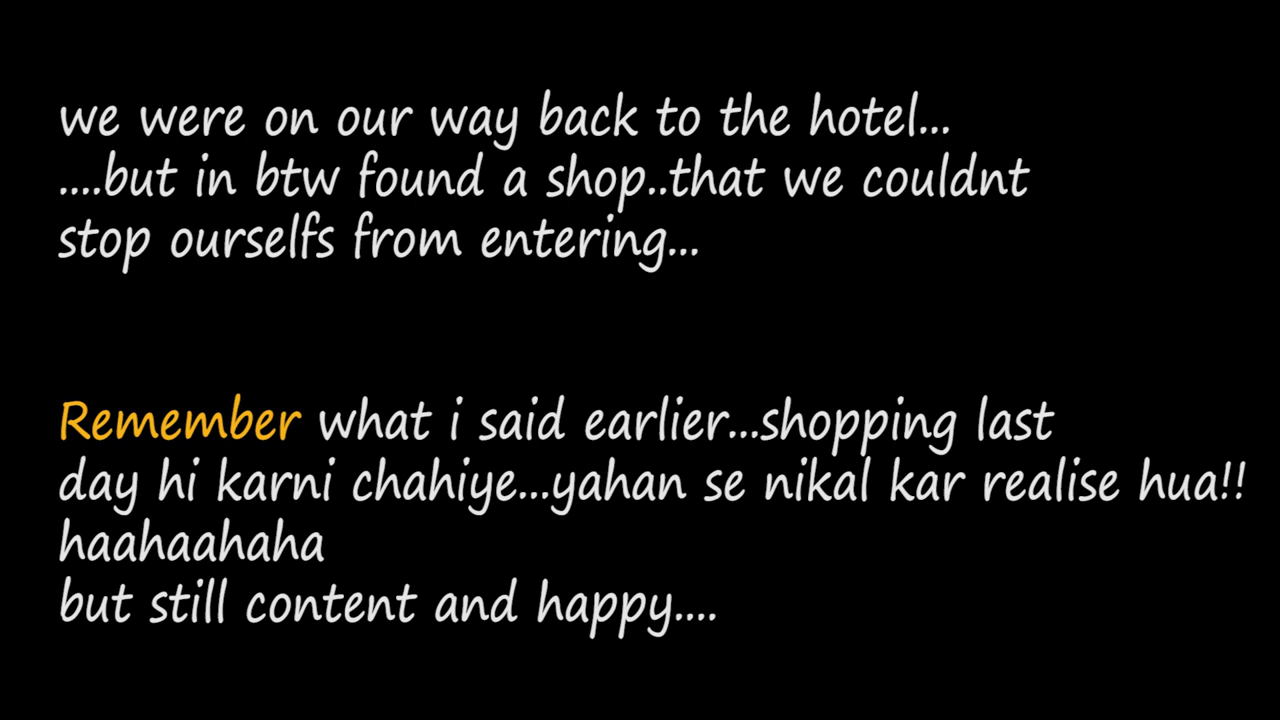 we were on our way back to the hotel...
....but in btw found a shop..that we couldnt
stop ourselfs from entering...
Remember what i said earlier...shopping last
day hi karni chahiye...yahan se nikal kar realise hua!!
haahaahaha
but still content and happy....